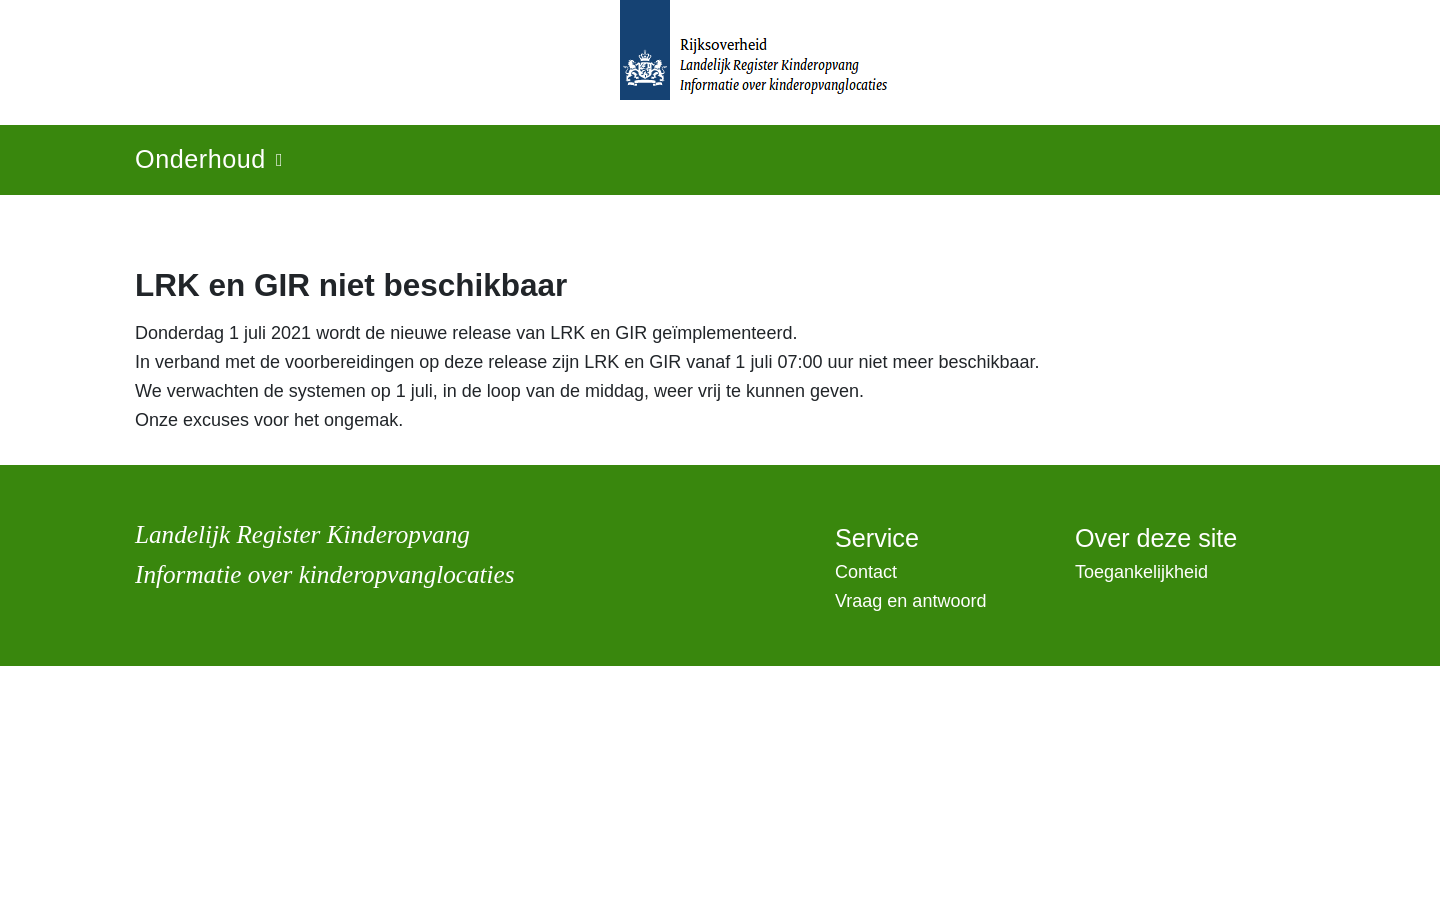 Rijksoverheid
Landelijk Register Kinderopvang
Informatie over kinderopvanglocaties
Onderhoud
LRK en GIR niet beschikbaar
Donderdag 1 juli 2021 wordt de nieuwe release van LRK en GIR geïmplementeerd.
In verband met de voorbereidingen op deze release zijn LRK en GIR vanaf 1 juli 07:00 uur niet meer beschikbaar.
We verwachten de systemen op 1 juli, in de loop van de middag, weer vrij te kunnen geven.
Onze excuses voor het ongemak.
Landelijk Register Kinderopvang
Informatie over kinderopvanglocaties
Service
Contact
Vraag en antwoord
Over deze site
Toegankelijkheid